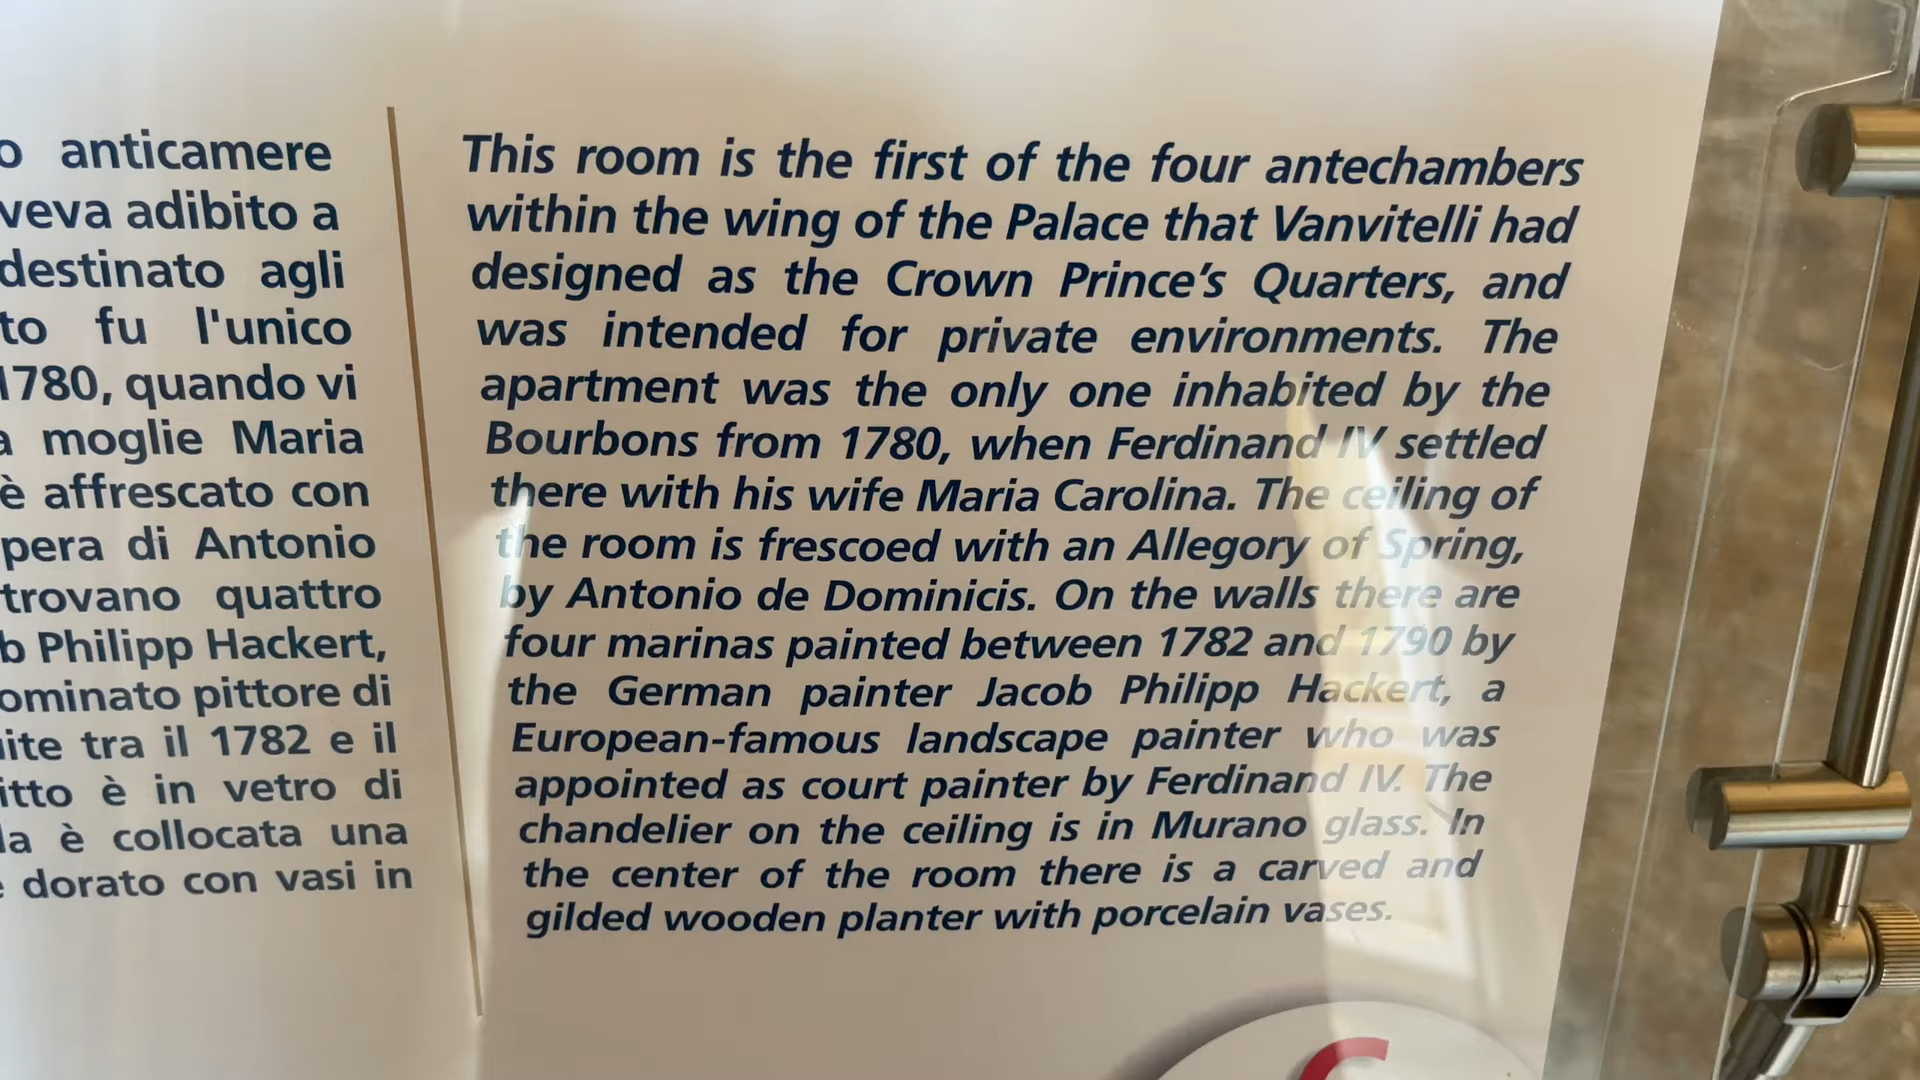 anticamere
adibito a
destinato agli
fu l'unico
1780, quando vi
moglie Maria
è affrescato con
di Antonio
trovano quattro
Philipp Hackert,
pittore di
tra il 1782 e il
è in vetro di
è collocata una
dorato con vasi in
This room is the first of the four antechambers
within the wing of the Palace that Vanvitelli had
designed as the Crown Prince's Quarters, and
was intended for private environments. The
apartment was the only one inhabited by the
Bourbons from 1780, when Ferdinand IV settled
there with his wife Maria Carolina. The ceiling of
the room is frescoed with an Allegory of Spring,
by Antonio de Dominicis. On the walls there are
four marinas painted between 1782 and 1790 by
the German painter Jacob Philipp Hackert, a
European-famous landscape painter who was
appointed as court painter by Ferdinand IV. The
chandelier on the ceiling is in Murano glass. In
the center of the room there is a carved and
gilded wooden planter with porcelain vases.